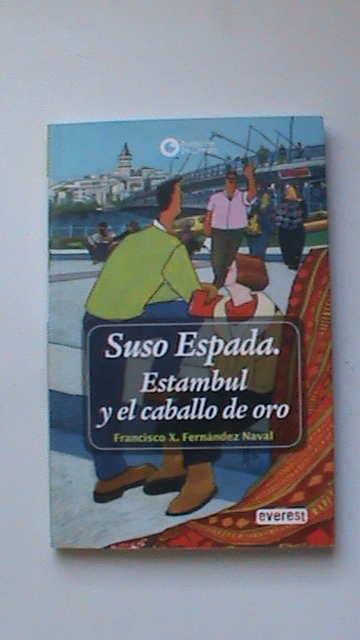 Suso Espada.
Estambul
y el caballo de oro
Francisco X. Fernández Naval
everest